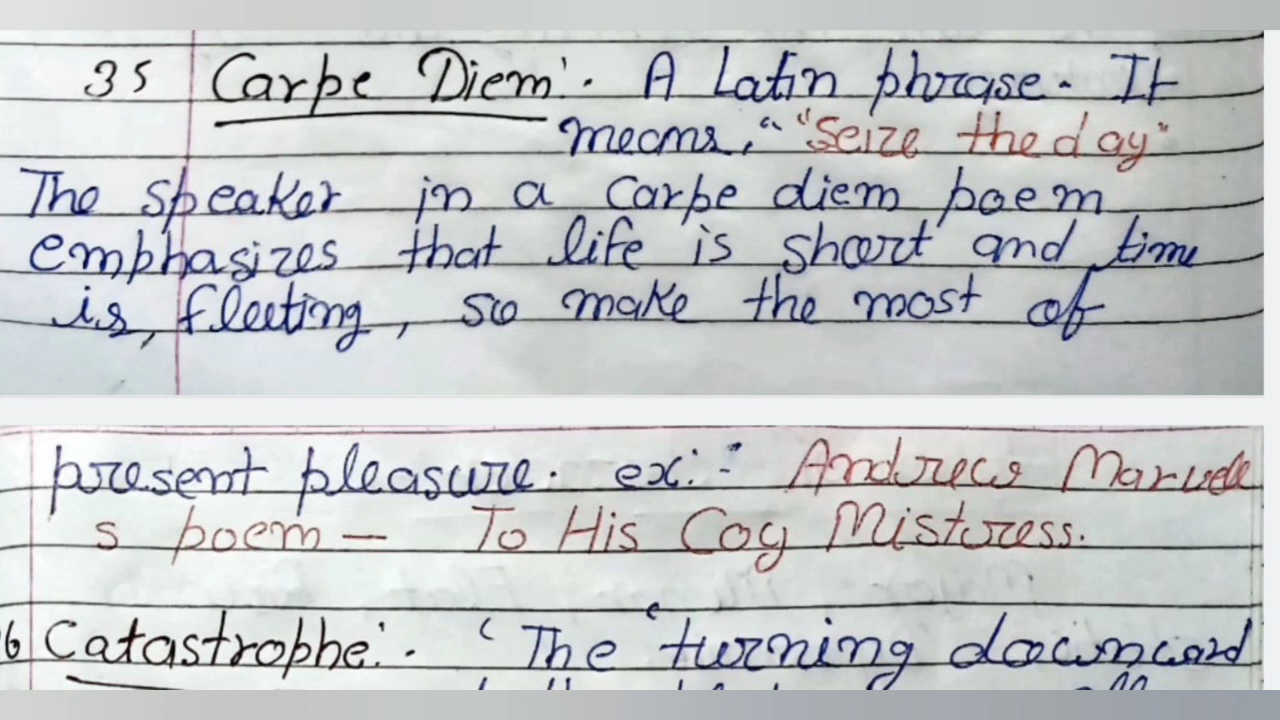 35 Carpe Diem:- A Latin phrase. It
means, "“Seize the day”
The speaker in a carpe diem poem
emphasizes that life is short and time
is, fleeting, so make the most of
present pleasure. ex:- Andrew Marvell
s poem — To His Coy Mistress.
6 Catastrophe:- ‘The “turning downward